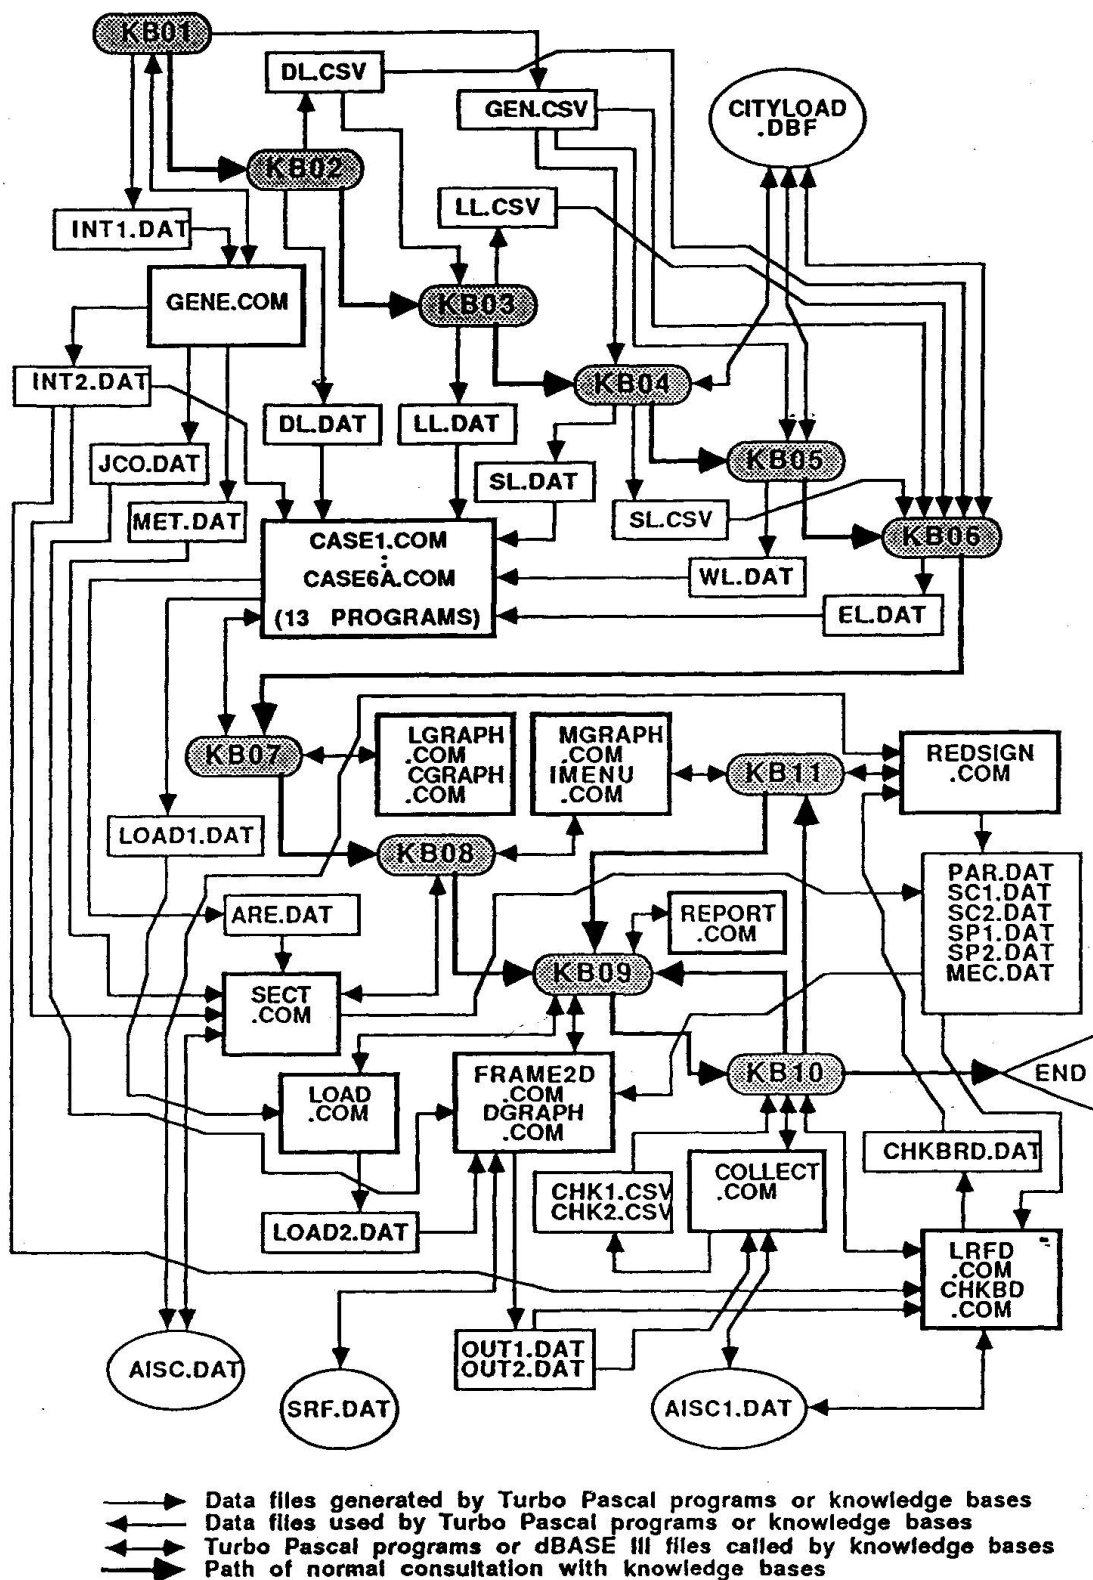 KB01
DL.CSV
GEN.CSV
CITYLOAD
.DBF
KB02
INT1.DAT
LL.CSV
GENE.COM
KB03
INT2.DAT
KB04
DL.DAT
LL.DAT
JCO.DAT
SL.DAT
KB05
MET.DAT
SL.CSV
KB06
CASE1.COM
:
CASE6A.COM
(13 PROGRAMS)
WL.DAT
EL.DAT
KB07
LGRAPH
.COM
CGRAPH
.COM
MGRAPH
.COM
IMENU
.COM
KB11
REDSIGN
.COM
LOAD1.DAT
KB08
PAR.DAT
SC1.DAT
SC2.DAT
SP1.DAT
SP2.DAT
MEC.DAT
ARE.DAT
REPORT
.COM
KB09
SECT
.COM
LOAD
.COM
FRAME2D
.COM
DGRAPH
.COM
KB10
END
CHKBRD.DAT
CHK1.CSV
CHK2.CSV
COLLECT
.COM
LOAD2.DAT
LRFD
.COM
CHKBD
.COM
OUT1.DAT
OUT2.DAT
AISC.DAT
SRF.DAT
AISC1.DAT
Data files generated by Turbo Pascal programs or knowledge bases
Data files used by Turbo Pascal programs or knowledge bases
Turbo Pascal programs or dBASE III files called by knowledge bases
Path of normal consultation with knowledge bases